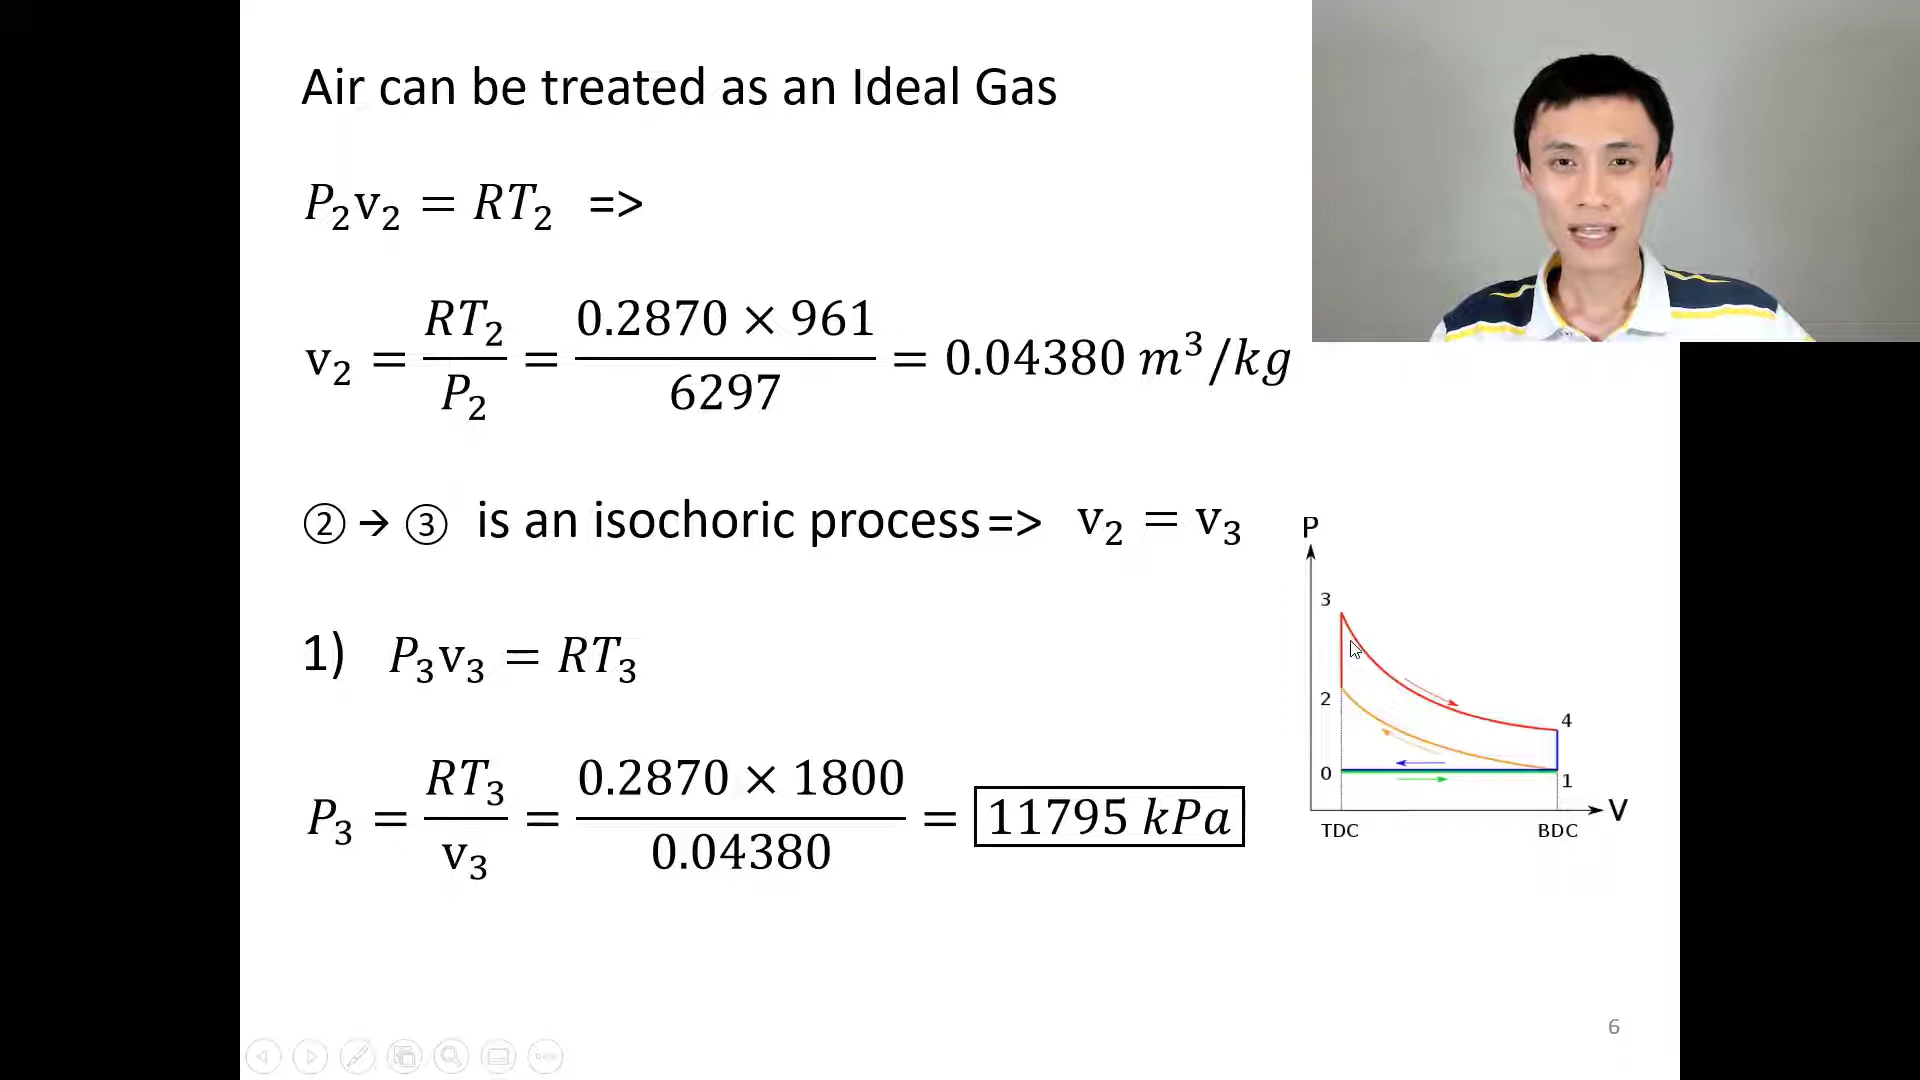 Air can be treated as an Ideal Gas
P₂v₂ = RT₂ =>
v₂ = RT₂/P₂ = 0.2870 × 961/6297 = 0.04380 m³/kg
② → ③ is an isochoric process => v₂ = v₃
1) P₃v₃ = RT₃
P₃ = RT₃/v₃ = 0.2870 × 1800/0.04380 = 11795 kPa
P
3
2
4
0
1
V
TDC
BDC
6